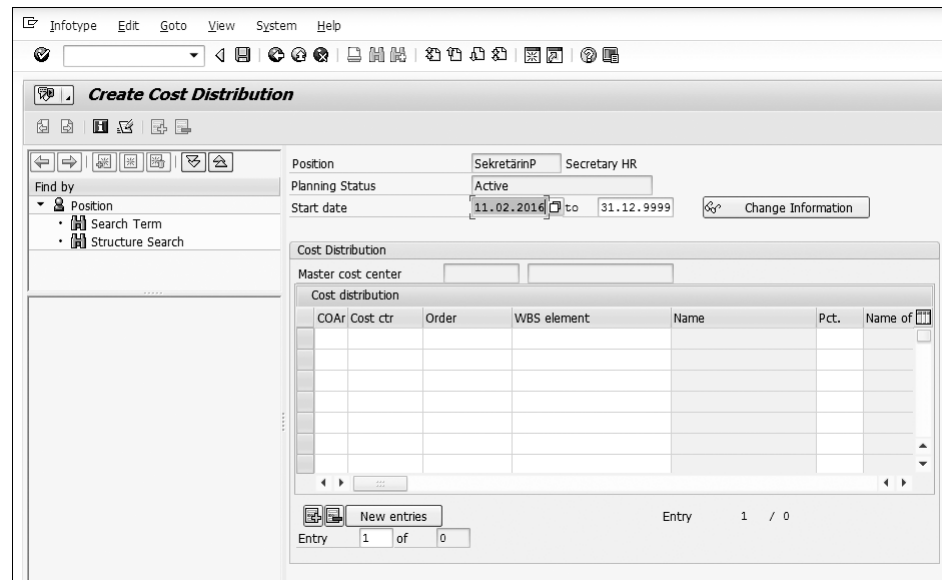 Infotype Edit Goto View System Help
Create Cost Distribution
Find by
Position
Search Term
Structure Search
Position SekretärinP Secretary HR
Planning Status Active
Start date 11.02.2016 to 31.12.9999 Change Information
Cost Distribution
Master cost center
Cost distribution
COAr Cost ctr Order WBS element Name Pct. Name of
New entries Entry 1 / 0
Entry 1 of 0